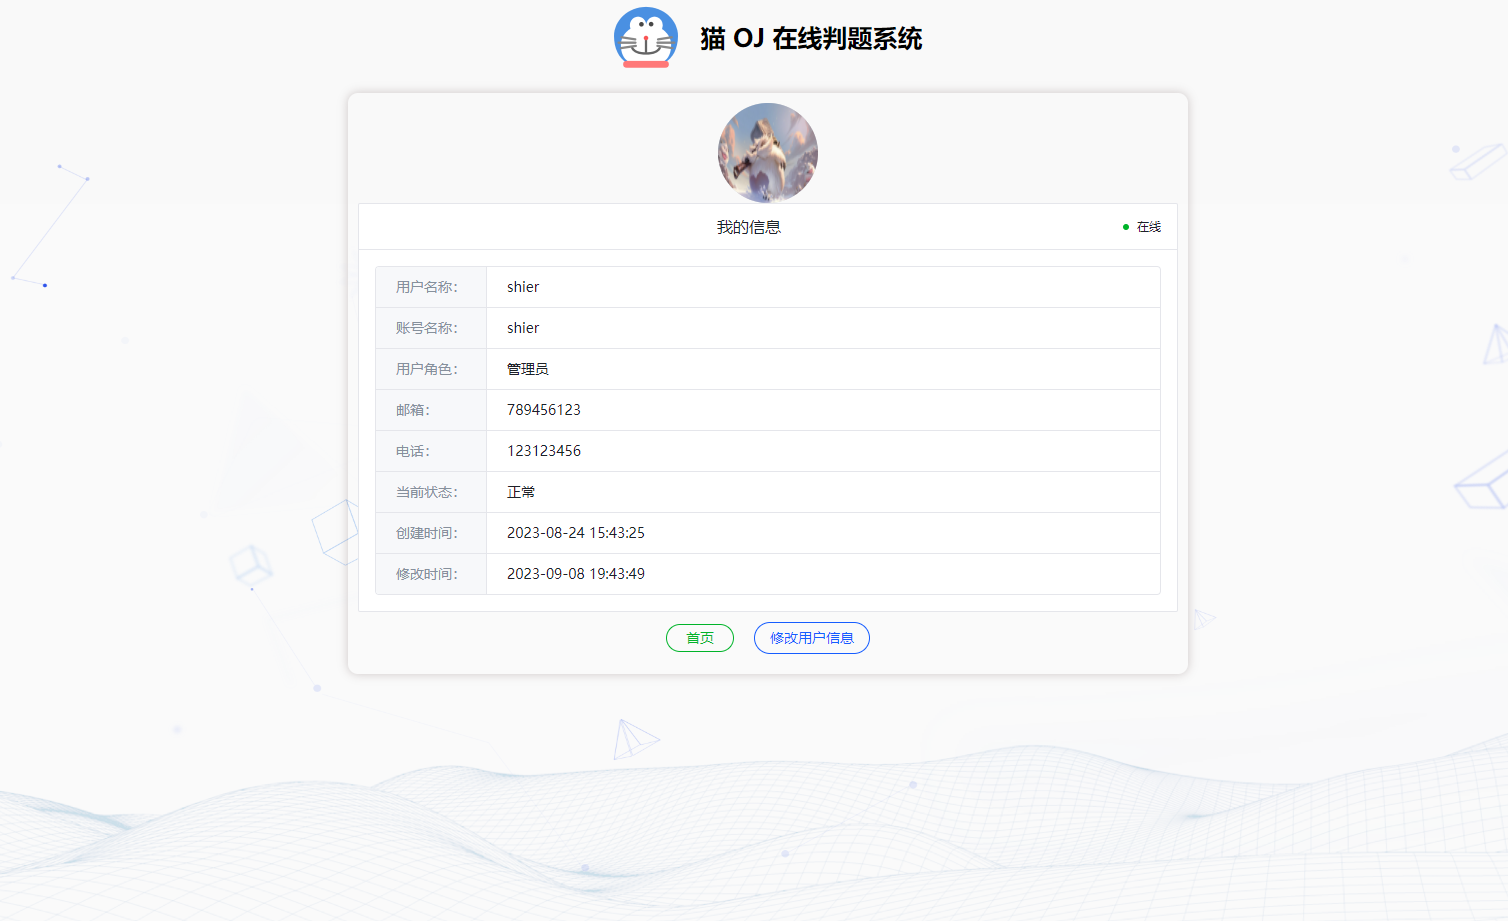 猫 OJ 在线判题系统
我的信息
在线
用户名称： shier
账号名称： shier
用户角色： 管理员
邮箱： 789456123
电话： 123123456
当前状态： 正常
创建时间： 2023-08-24 15:43:25
修改时间： 2023-09-08 19:43:49
首页 修改用户信息